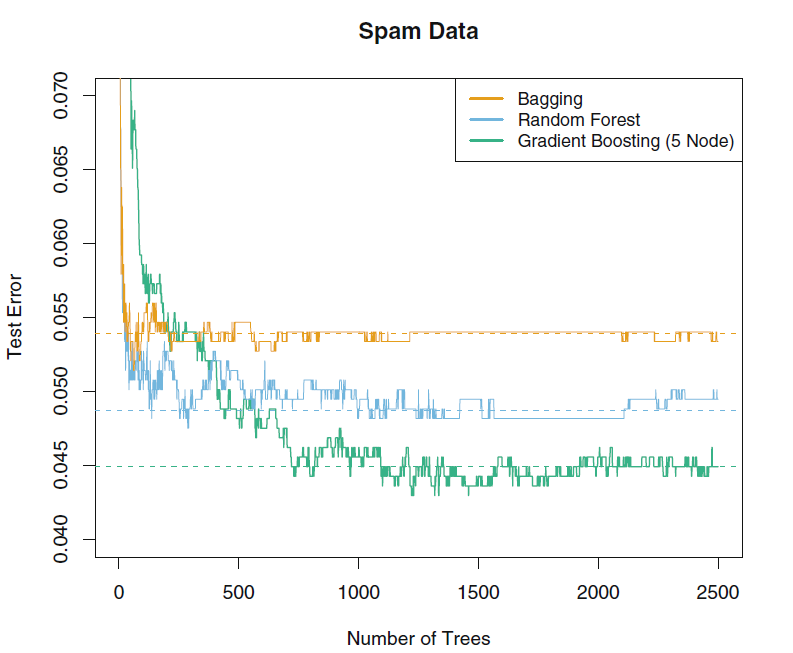 Spam Data
Bagging
Random Forest
Gradient Boosting (5 Node)
Test Error
0.070
0.065
0.060
0.055
0.050
0.045
0.040
0 500 1000 1500 2000 2500
Number of Trees